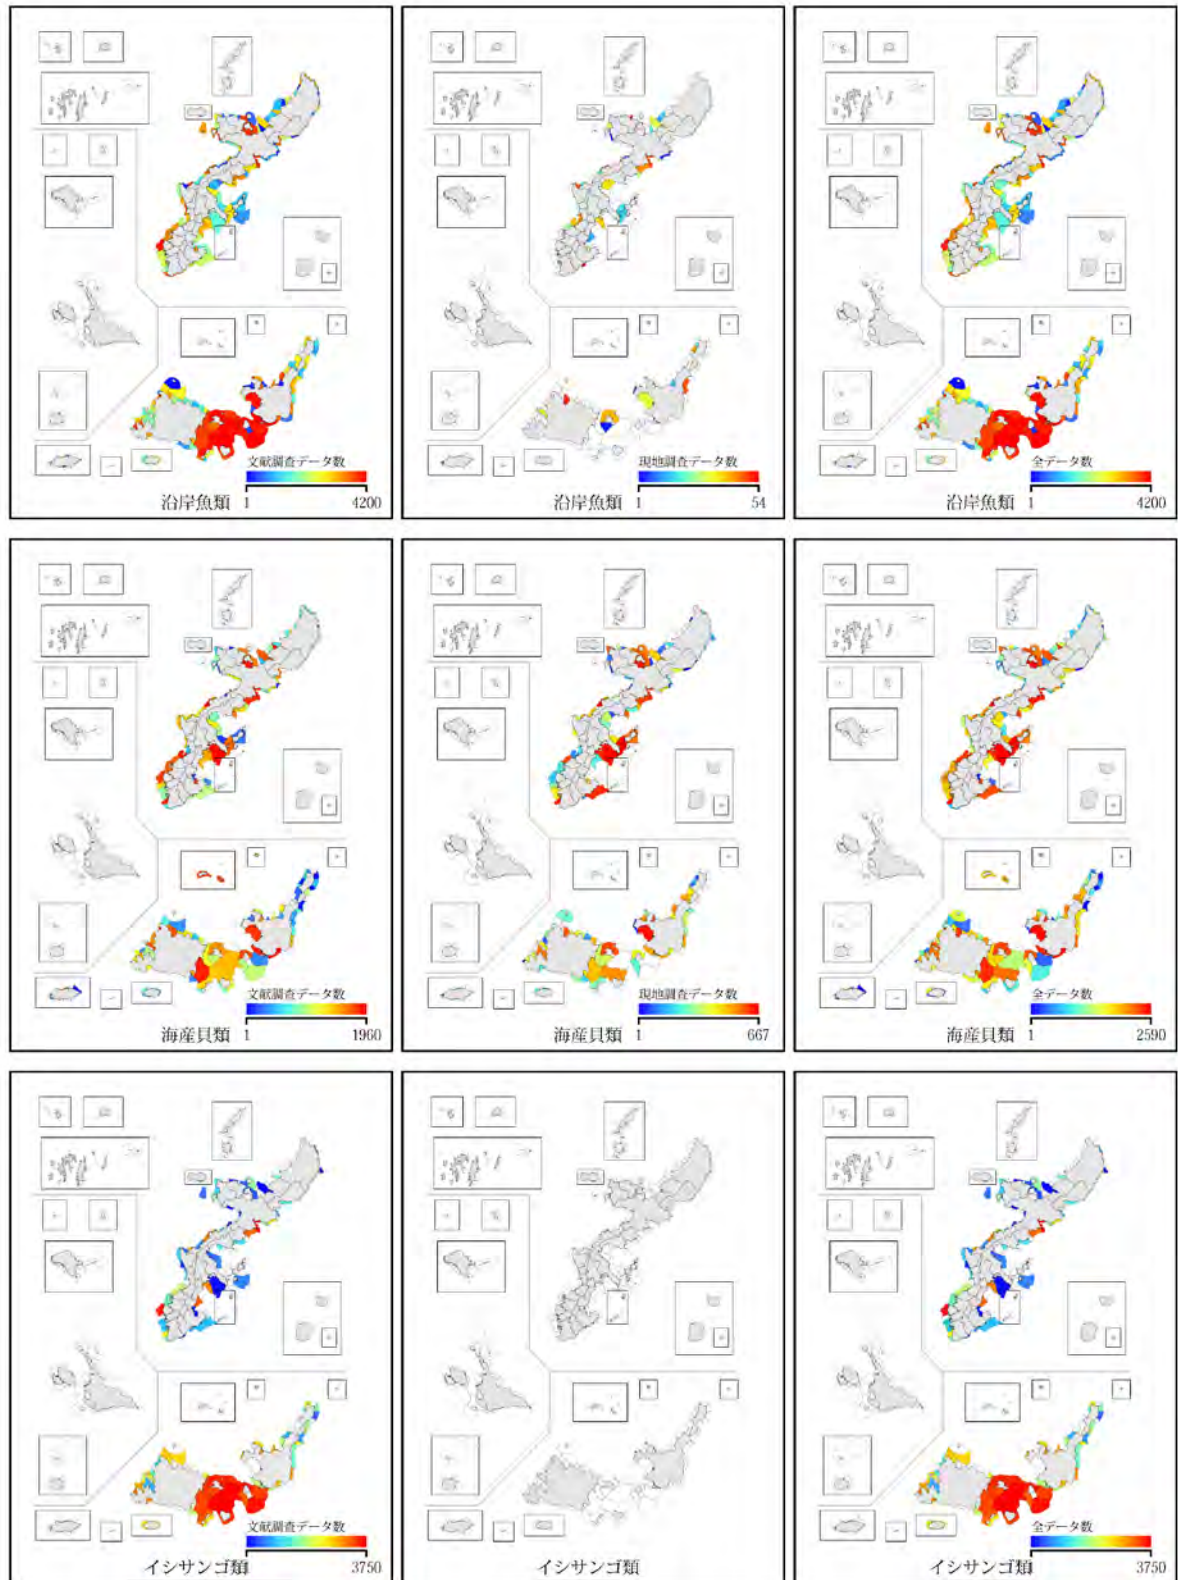 文献調査データ数
沿岸魚類 1 4200
現地調査データ数
沿岸魚類 1 54
全データ数
沿岸魚類 1 4200
文献調査データ数
海産貝類 1 1960
現地調査データ数
海産貝類 1 667
全データ数
海産貝類 1 2590
文献調査データ数
イシサンゴ類 3750
イシサンゴ類
全データ数
イシサンゴ類 3750